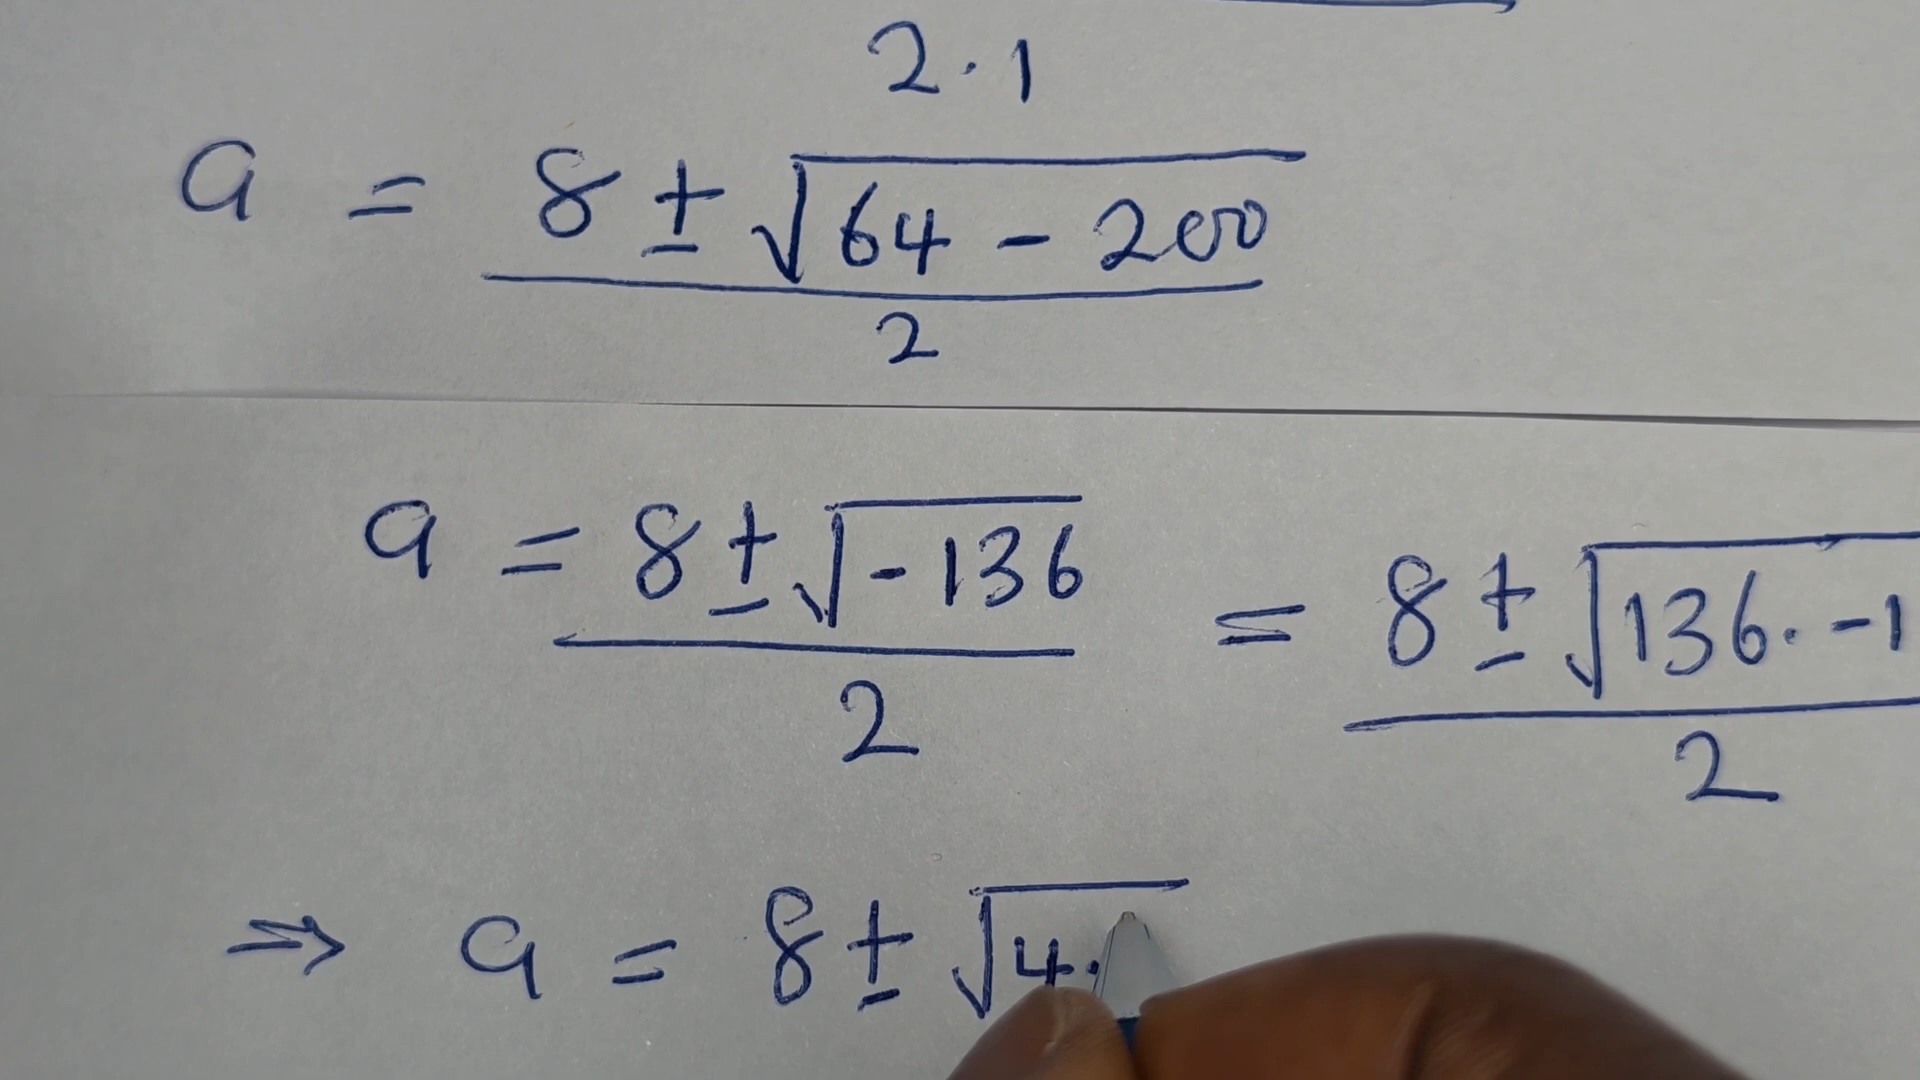 2·1
a = 8 ± √64 - 200
2
a = 8 ± √-136 = 8 ± √136·-1
2 2
⇒ a = 8 ± √4·